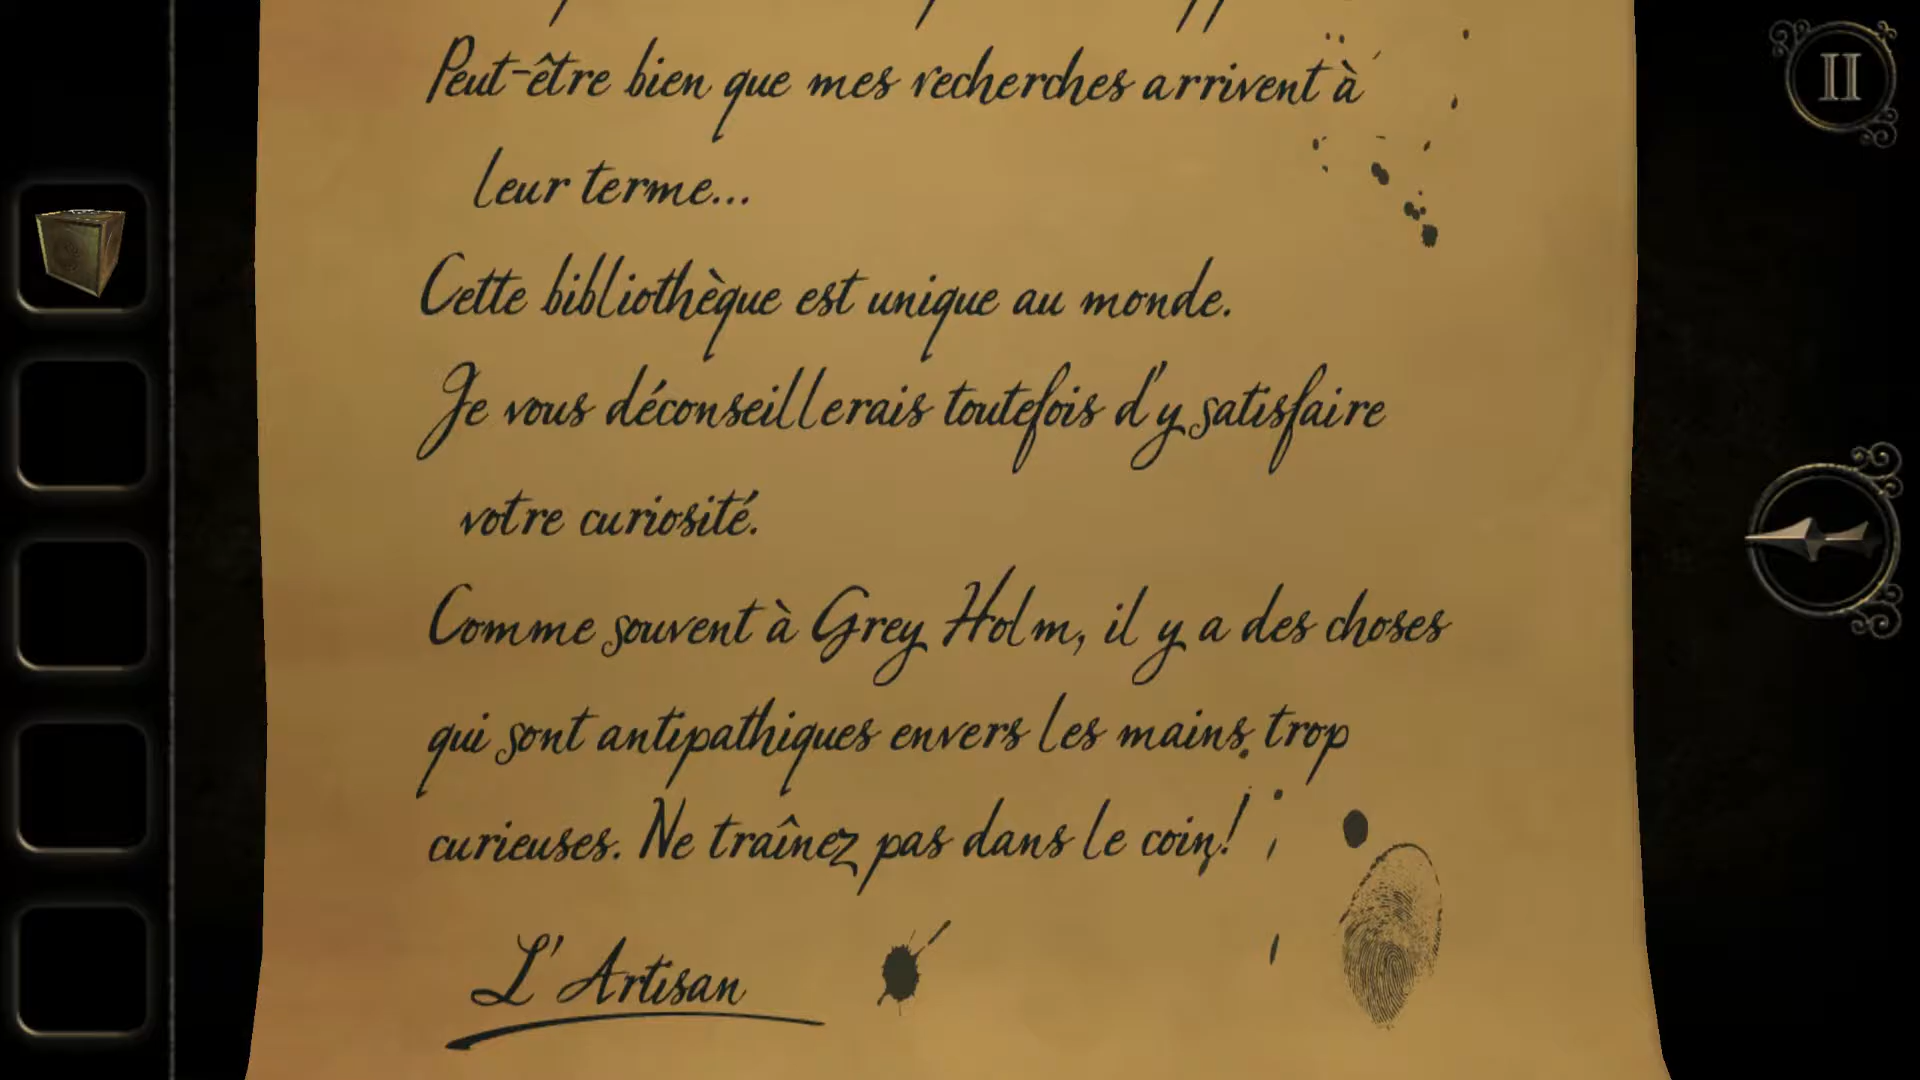 Peut-être bien que mes recherches arrivent à
leur terme...
Cette bibliothèque est unique au monde.
Je vous déconseillerais toutefois d'y satisfaire
votre curiosité.
Comme souvent à Grey Holm, il y a des choses
qui sont antipathiques envers les mains trop
curieuses. Ne traînez pas dans le coin!
L'Artisan